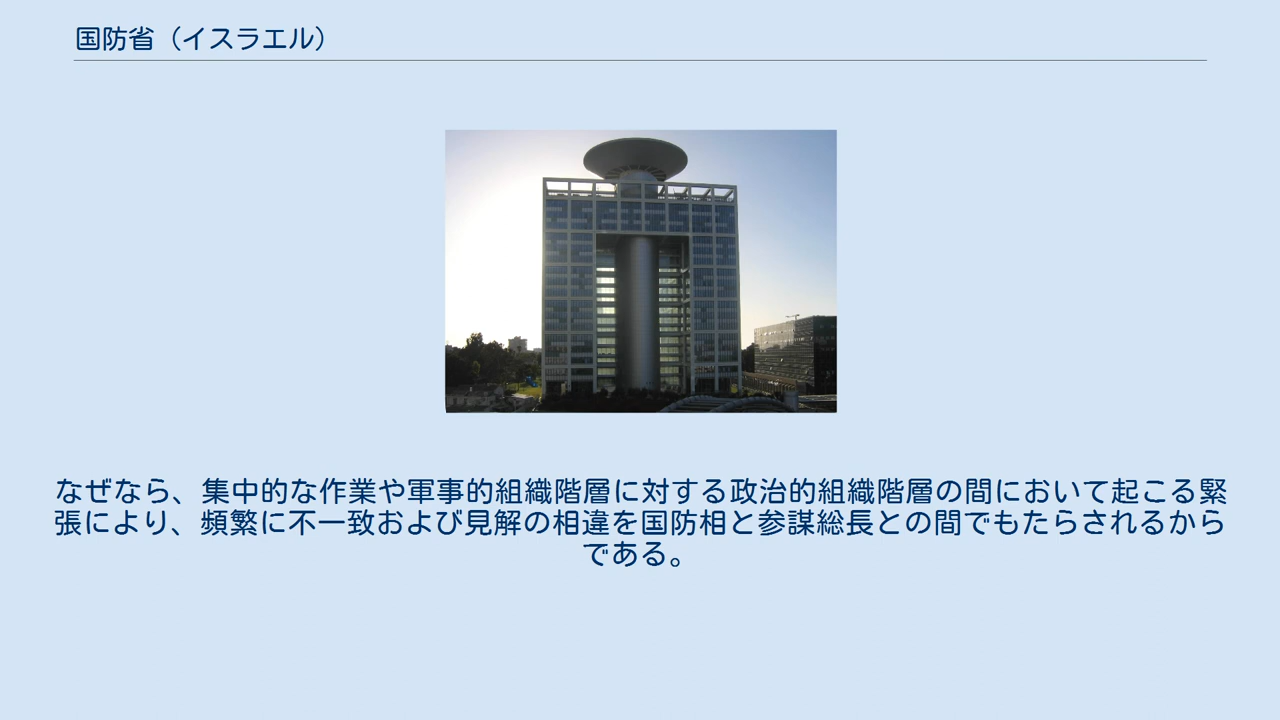 国防省（イスラエル）
なぜなら、集中的な作業や軍事的組織階層に対する政治的組織階層の間において起こる緊
張により、頻繁に不一致および見解の相違を国防相と参謀総長との間でもたらされるから
である。